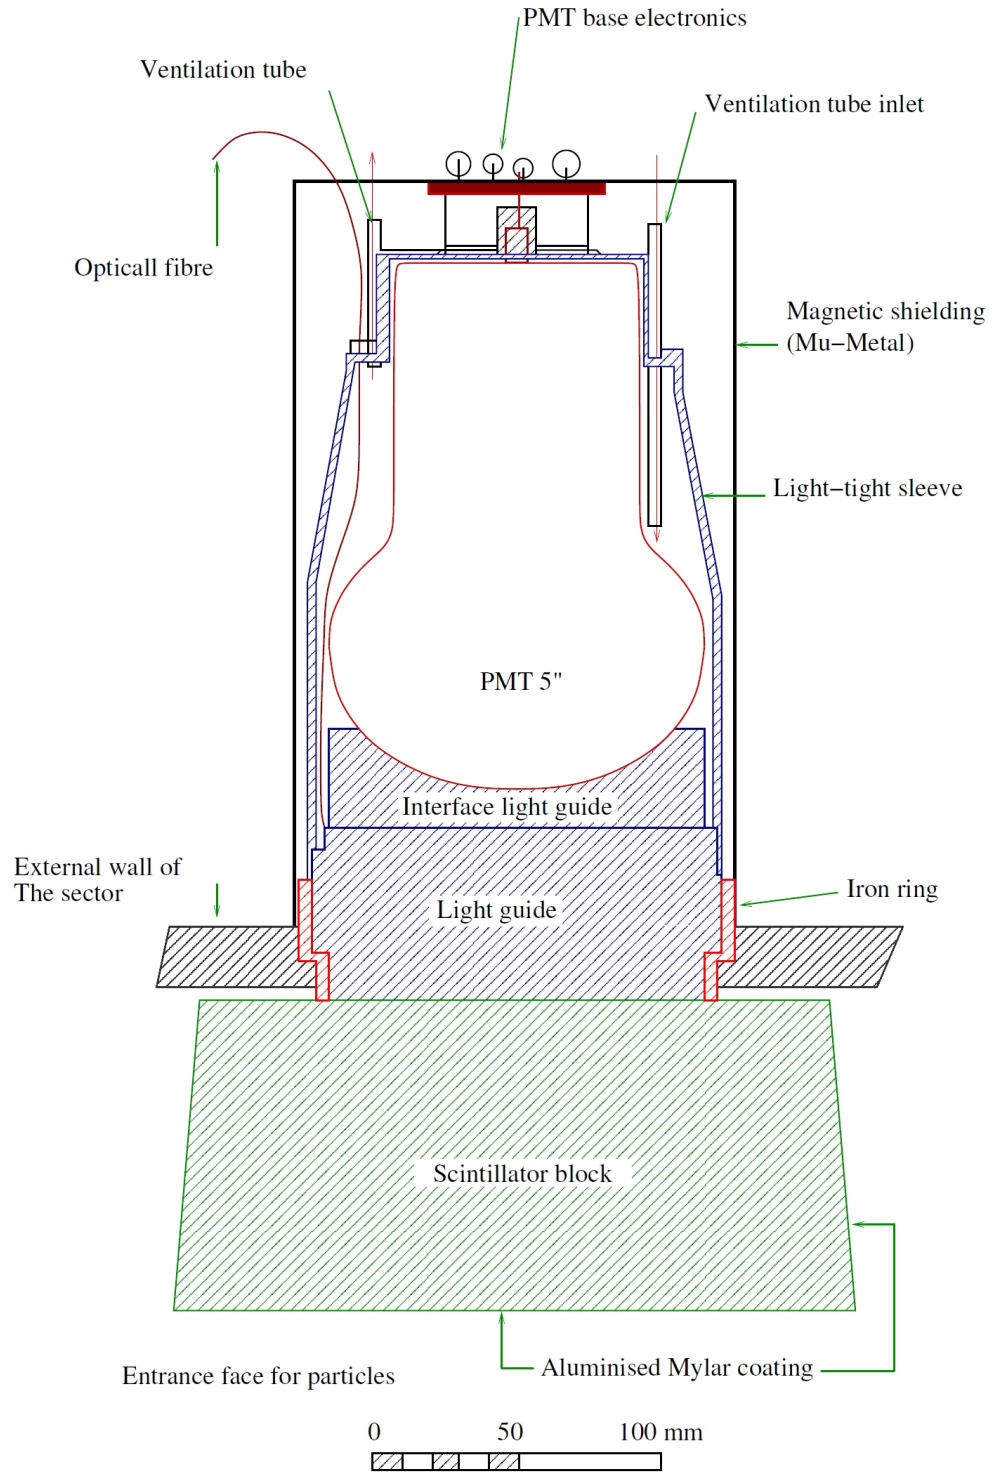 PMT base electronics
Ventilation tube
Ventilation tube inlet
Opticall fibre
Magnetic shielding
(Mu−Metal)
Light−tight sleeve
PMT 5"
Interface light guide
External wall of
The sector
Iron ring
Light guide
Scintillator block
Aluminised Mylar coating
Entrance face for particles
0 50 100 mm